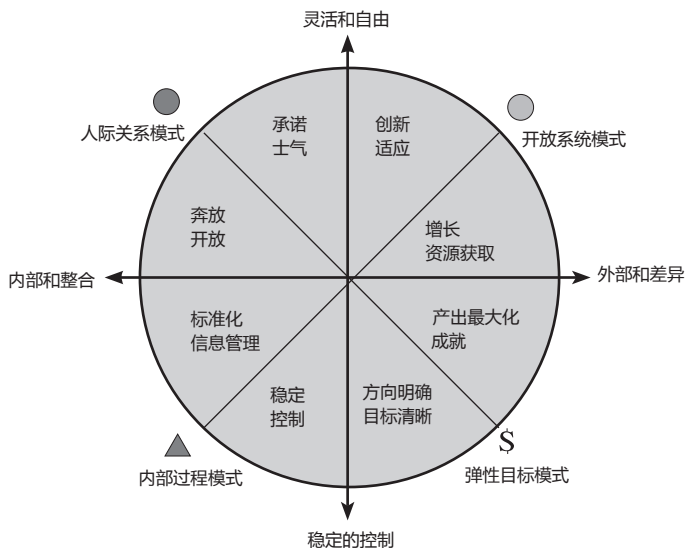 灵活和自由
人际关系模式
开放系统模式
承诺
士气
创新
适应
奔放
开放
增长
资源获取
内部和整合
外部和差异
标准化
信息管理
产出最大化
成就
稳定
控制
方向明确
目标清晰
$
内部过程模式
弹性目标模式
稳定的控制